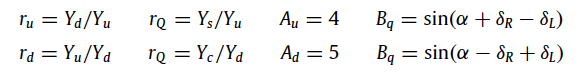 r_u = Y_d/Y_u r_Q = Y_s/Y_u A_u = 4 B_q = sin(α + δ_R − δ_L)
r_d = Y_u/Y_d r_Q = Y_c/Y_d A_d = 5 B_q = sin(α − δ_R + δ_L)